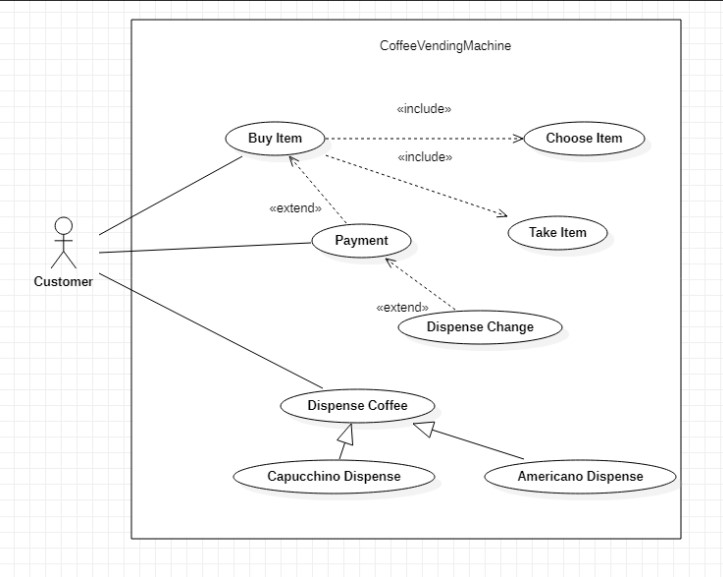 CoffeeVendingMachine
«include»
Buy Item
Choose Item
«include»
«extend»
Take Item
Payment
Customer
«extend»
Dispense Change
Dispense Coffee
Capucchino Dispense
Americano Dispense